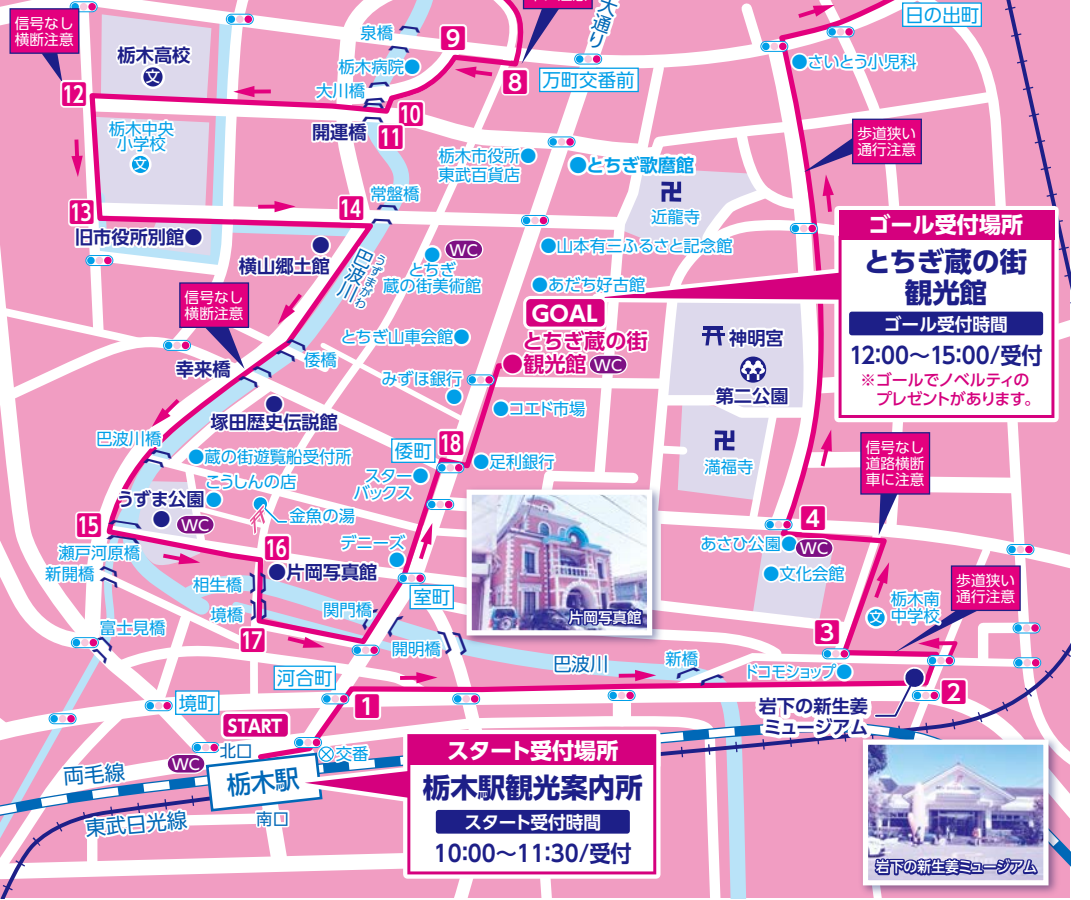 信号なし
横断注意
栃木高校
文
泉橋
9
大通り
日の出町
栃木病院
8
万町交番前
さいとう小児科
12
大川橋
10
11
開運橋
栃木中央
小学校
文
栃木市役所
東武百貨店
とちぎ歌麿館
歩道狭い
通行注意
卍
近龍寺
常盤橋
13
14
旧市役所別館
横山郷土館
巴波川
うずまがわ
WC
とちぎ
蔵の街美術館
山本有三ふるさと記念館
あだち好古館
ゴール受付場所
とちぎ蔵の街
観光館
ゴール受付時間
12:00〜15:00/受付
※ゴールでノベルティの
プレゼントがあります。
信号なし
横断注意
GOAL
とちぎ蔵の街
観光館
WC
とちぎ山車会館
神明宮
第二公園
倭橋
幸来橋
みずほ銀行
コエド市場
塚田歴史伝説館
巴波川橋
蔵の街遊覧船受付所
倭町
18
足利銀行
スター
バックス
卍
満福寺
信号なし
道路横断
車に注意
こうしんの店
うずま公園
WC
金魚の湯
15
瀬戸河原橋
新開橋
16
片岡写真館
デニーズ
室町
片岡写真館
4
あさひ公園
WC
文化会館
相生橋
境橋
関門橋
17
富士見橋
開明橋
歩道狭い
通行注意
文
栃木南
中学校
3
巴波川
新橋
ドコモショップ
2
岩下の新生姜
ミュージアム
河合町
境町
1
START
北口
交番
WC
栃木駅
両毛線
東武日光線
南口
スタート受付場所
栃木駅観光案内所
スタート受付時間
10:00〜11:30/受付
岩下の新生姜ミュージアム